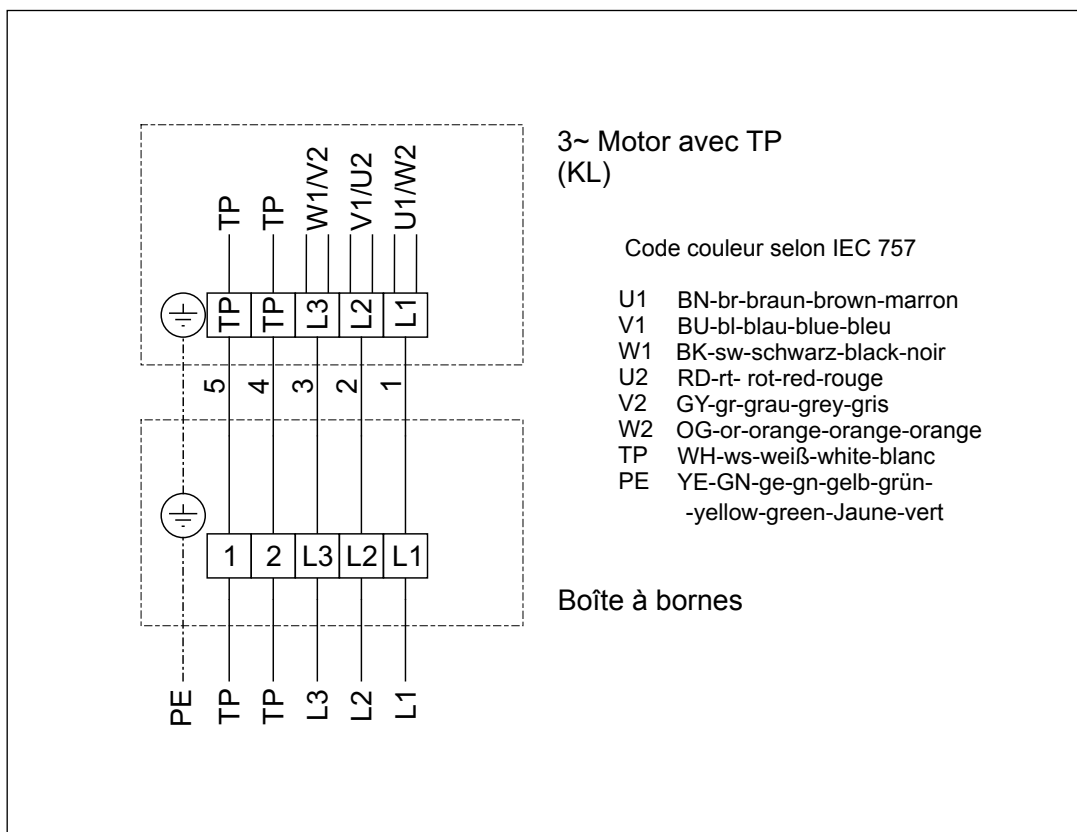 3~ Motor avec TP
(KL)
TP TP W1/V2 V1/U2 U1/W2
TP TP L3 L2 L1
5 4 3 2 1
1 2 L3 L2 L1
Boîte à bornes
PE TP TP L3 L2 L1
Code couleur selon IEC 757
U1 BN-br-braun-brown-marron
V1 BU-bl-blau-blue-bleu
W1 BK-sw-schwarz-black-noir
U2 RD-rt- rot-red-rouge
V2 GY-gr-grau-grey-gris
W2 OG-or-orange-orange-orange
TP WH-ws-weiß-white-blanc
PE YE-GN-ge-gn-gelb-grün-
-yellow-green-Jaune-vert